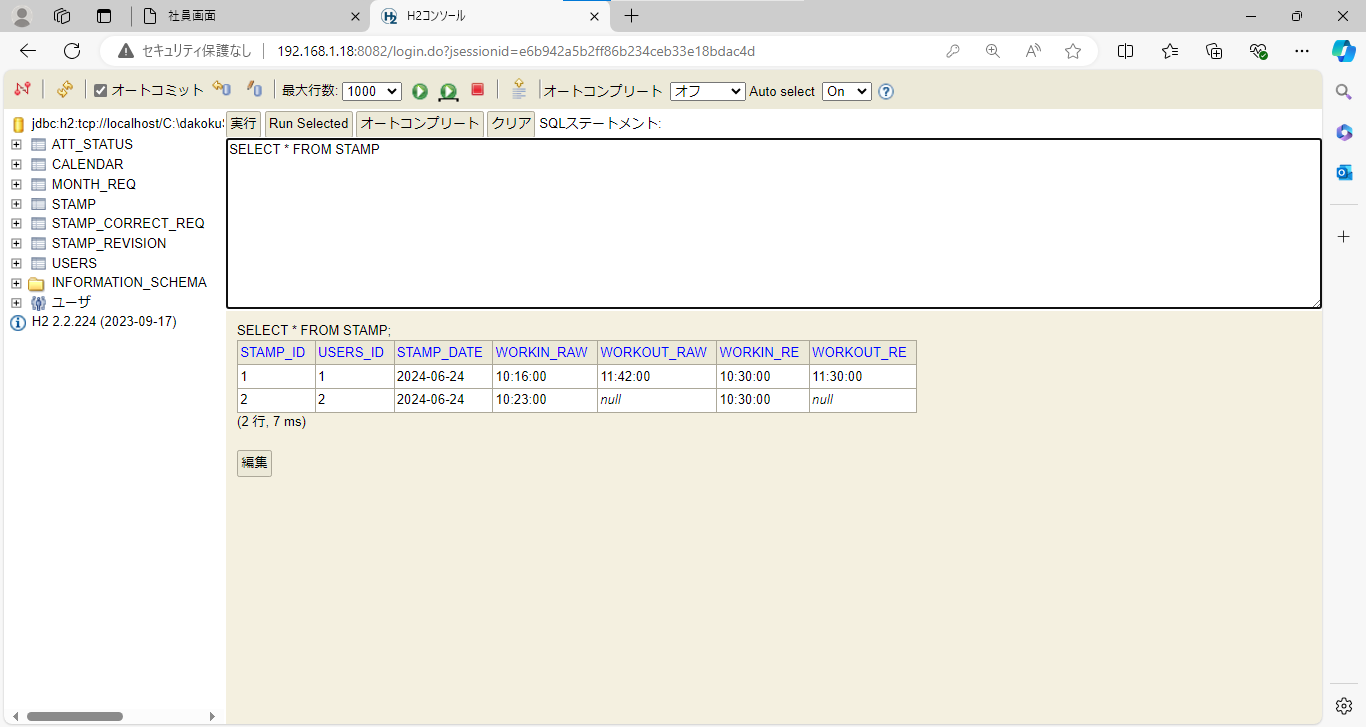 社員画面
H2コンソール
セキュリティ保護なし
192.168.1.18:8082/login.do?jsessionid=e6b942a5b2ff86b234ceb33e18bdac4d
オートコミット 最大行数: 1000 オートコンプリート オフ Auto select On
jdbc:h2:tcp://localhost/C:\dakoku
ATT_STATUS
CALENDAR
MONTH_REQ
STAMP
STAMP_CORRECT_REQ
STAMP_REVISION
USERS
INFORMATION_SCHEMA
ユーザ
H2 2.2.224 (2023-09-17)
実行 Run Selected オートコンプリート クリア SQLステートメント:
SELECT * FROM STAMP
SELECT * FROM STAMP;
STAMP_ID USERS_ID STAMP_DATE WORKIN_RAW WORKOUT_RAW WORKIN_RE WORKOUT_RE
1 1 2024-06-24 10:16:00 11:42:00 10:30:00 11:30:00
2 2 2024-06-24 10:23:00 null 10:30:00 null
(2 行, 7 ms)
編集